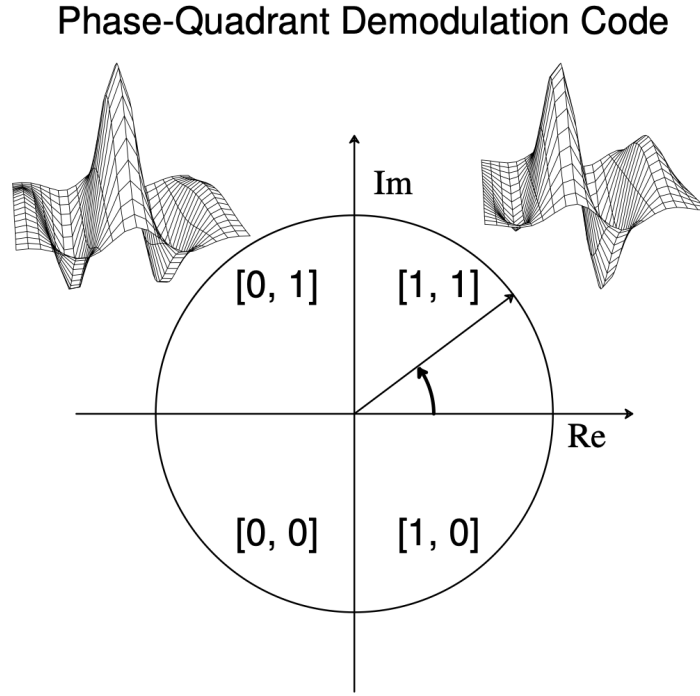 Phase-Quadrant Demodulation Code
Im
[0, 1] [1, 1]
Re
[0, 0] [1, 0]